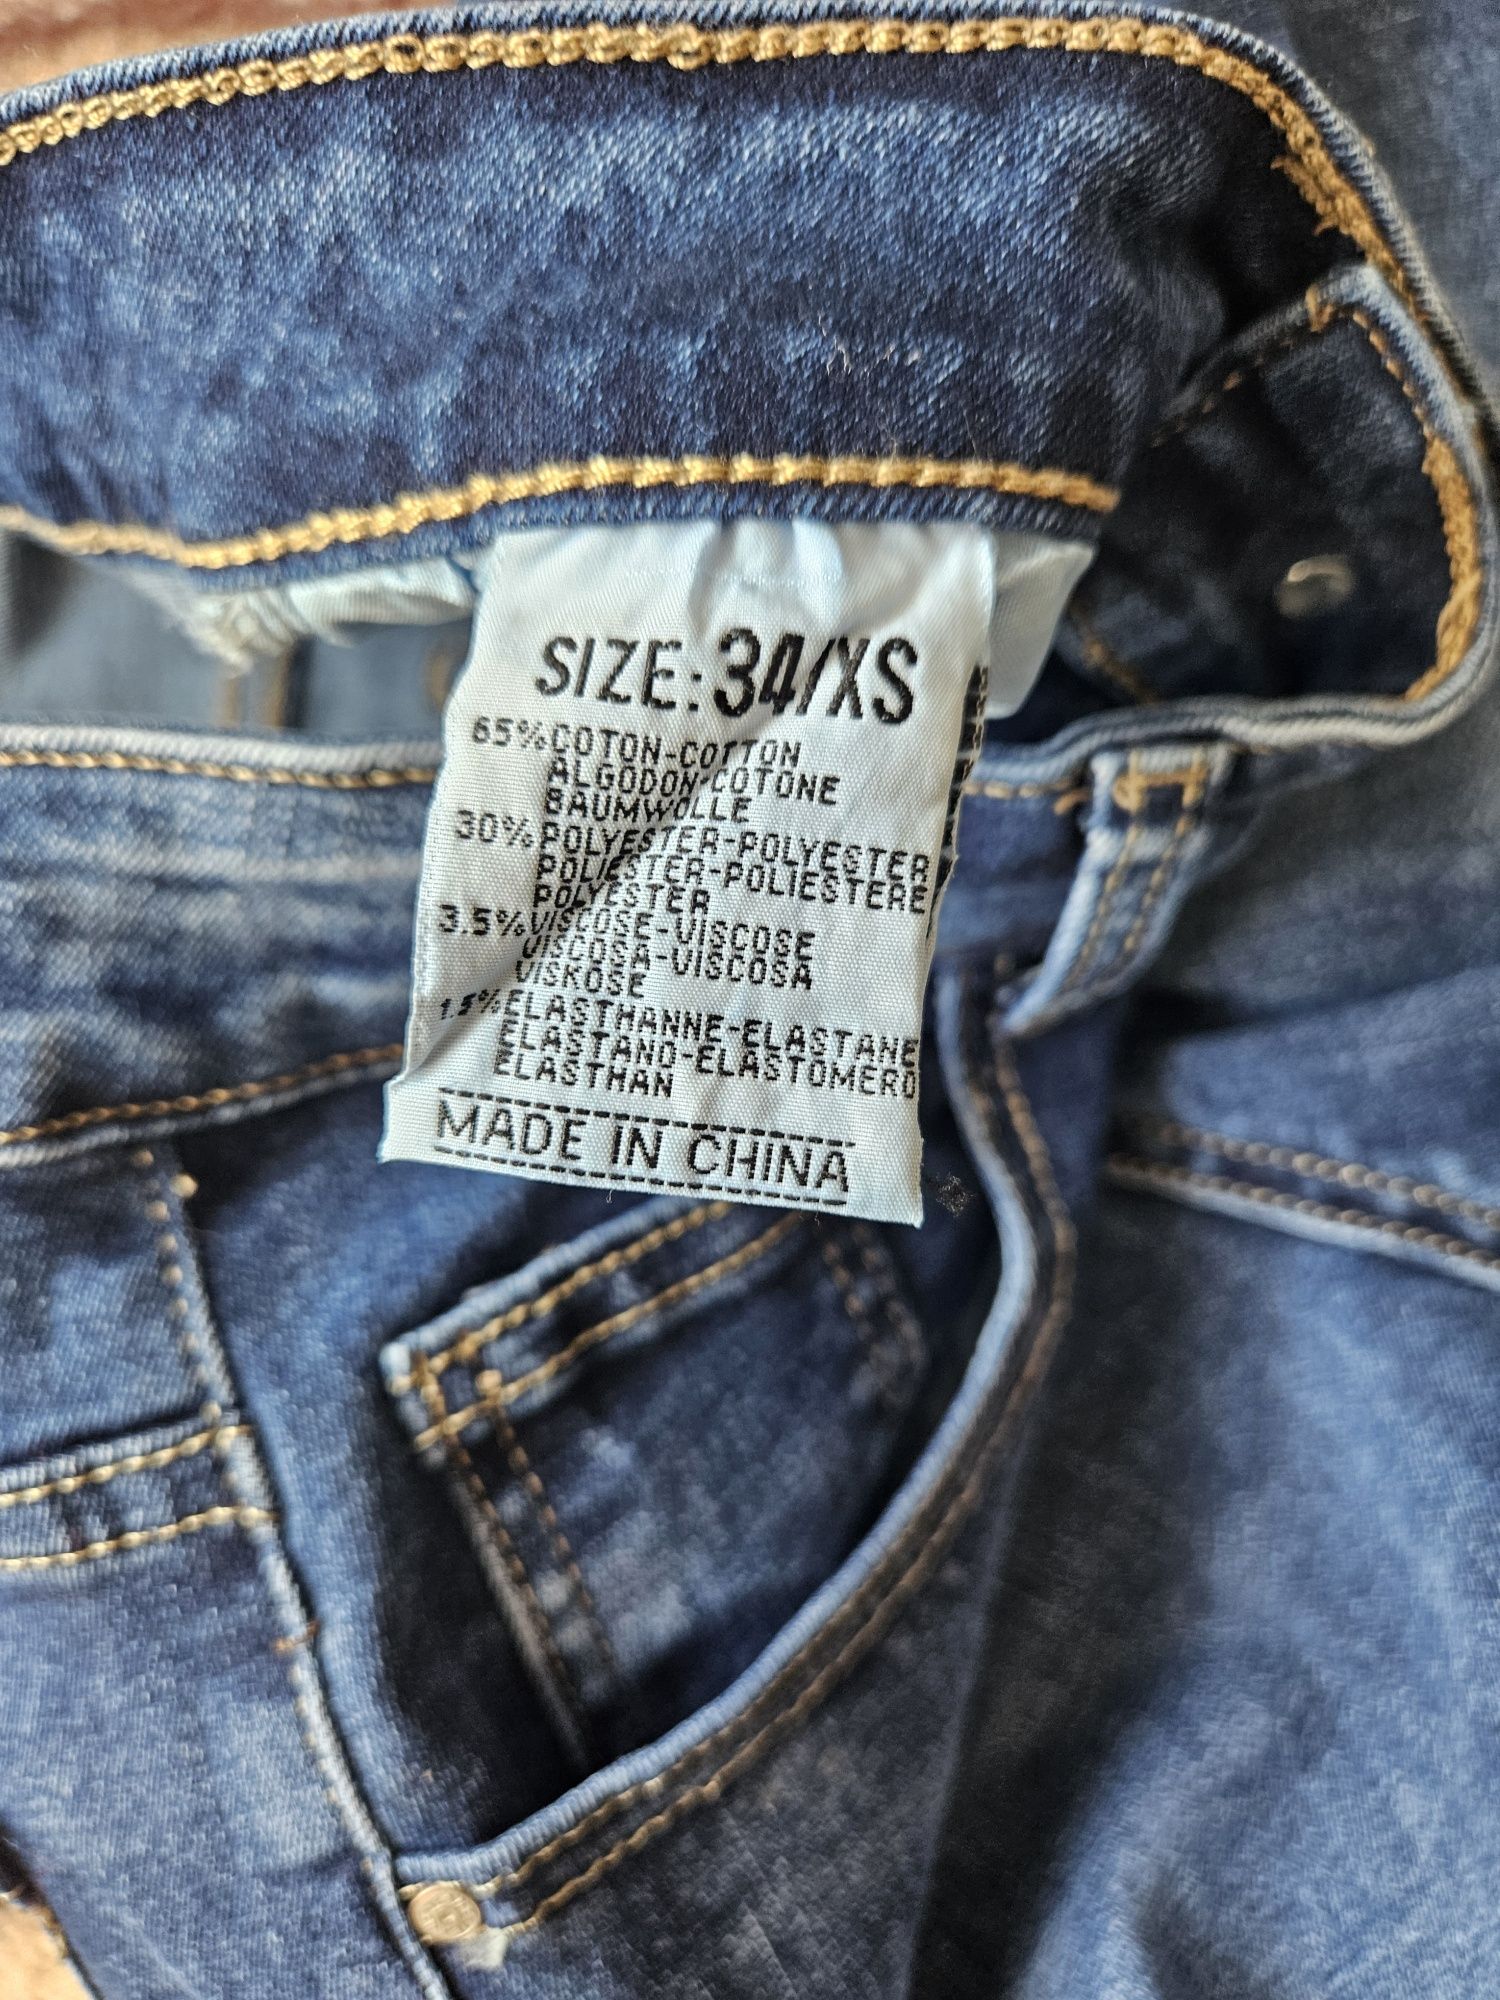 SIZE:34/XS
65%COTON-COTTON
ALGODON-COTONE
BAUMWOLLE
30%POLYESTER-POLYESTER
POLIESTER-POLIESTERE
POLYESTER
3.5%VISCOSE-VISCOSE
VISCOSA-VISCOSA
VISKOSE
1.5%ELASTHANNE-ELASTANE
ELASTAND-ELASTOMERO
ELASTHAN
MADE IN CHINA